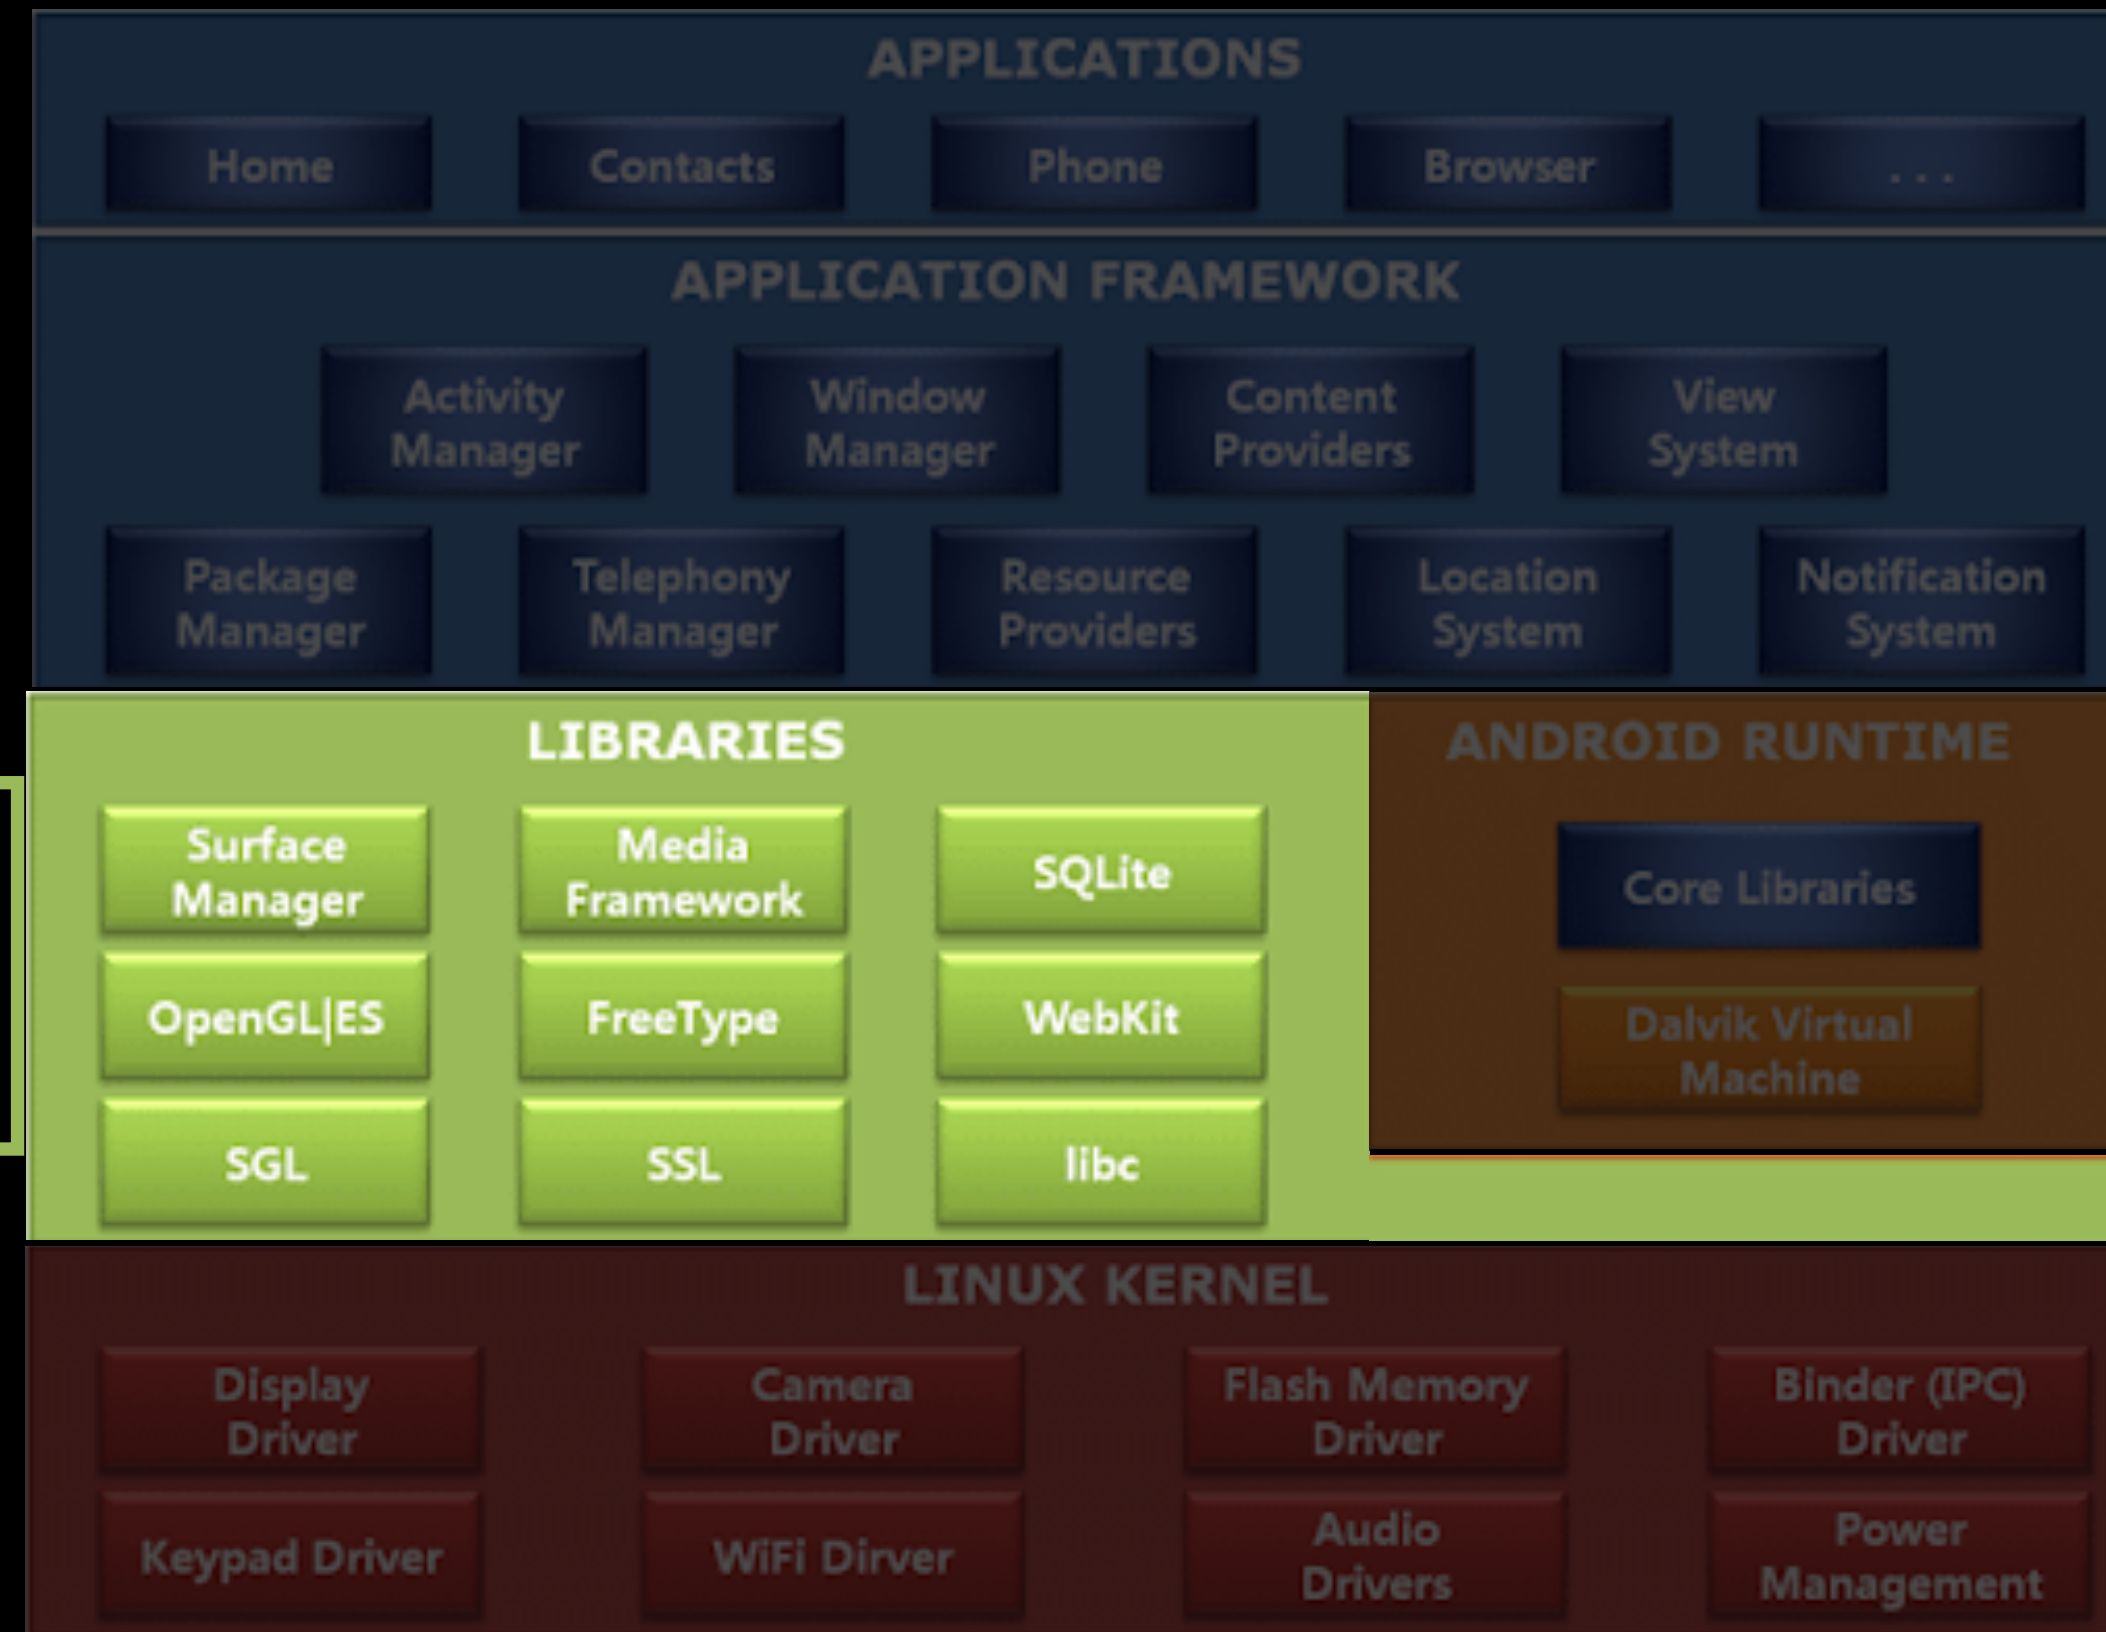 APPLICATIONS
Home
Contacts
Phone
Browser
...
APPLICATION FRAMEWORK
Activity
Manager
Window
Manager
Content
Providers
View
System
Package
Manager
Telephony
Manager
Resource
Providers
Location
System
Notification
System
LIBRARIES
Surface
Manager
Media
Framework
SQLite
OpenGL|ES
FreeType
WebKit
SGL
SSL
libc
ANDROID RUNTIME
Core Libraries
Dalvik Virtual
Machine
LINUX KERNEL
Display
Driver
Camera
Driver
Flash Memory
Driver
Binder (IPC)
Driver
Keypad Driver
WiFi Dirver
Audio
Drivers
Power
Management